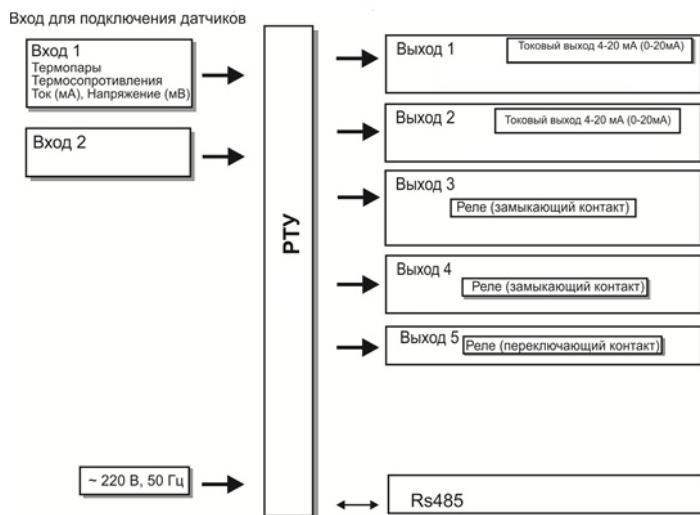 Вход для подключения датчиков
Вход 1
Термопары
Термосопротивления
Ток (мА), Напряжение (мВ)
Вход 2
~ 220 В, 50 Гц
РТУ
Выход 1
Токовый выход 4-20 мА (0-20мА)
Выход 2
Токовый выход 4-20 мА (0-20мА)
Выход 3
Реле (замыкающий контакт)
Выход 4
Реле (замыкающий контакт)
Выход 5
Реле (переключающий контакт)
Rs485